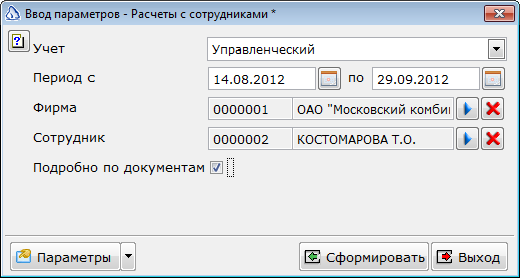 Ввод параметров - Расчеты с сотрудниками *
Учет Управленческий
Период с 14.08.2012 по 29.09.2012
Фирма 0000001 ОАО "Московский комби
Сотрудник 0000002 КОСТОМАРОВА Т.О.
Подробно по документам
Параметры Сформировать Выход